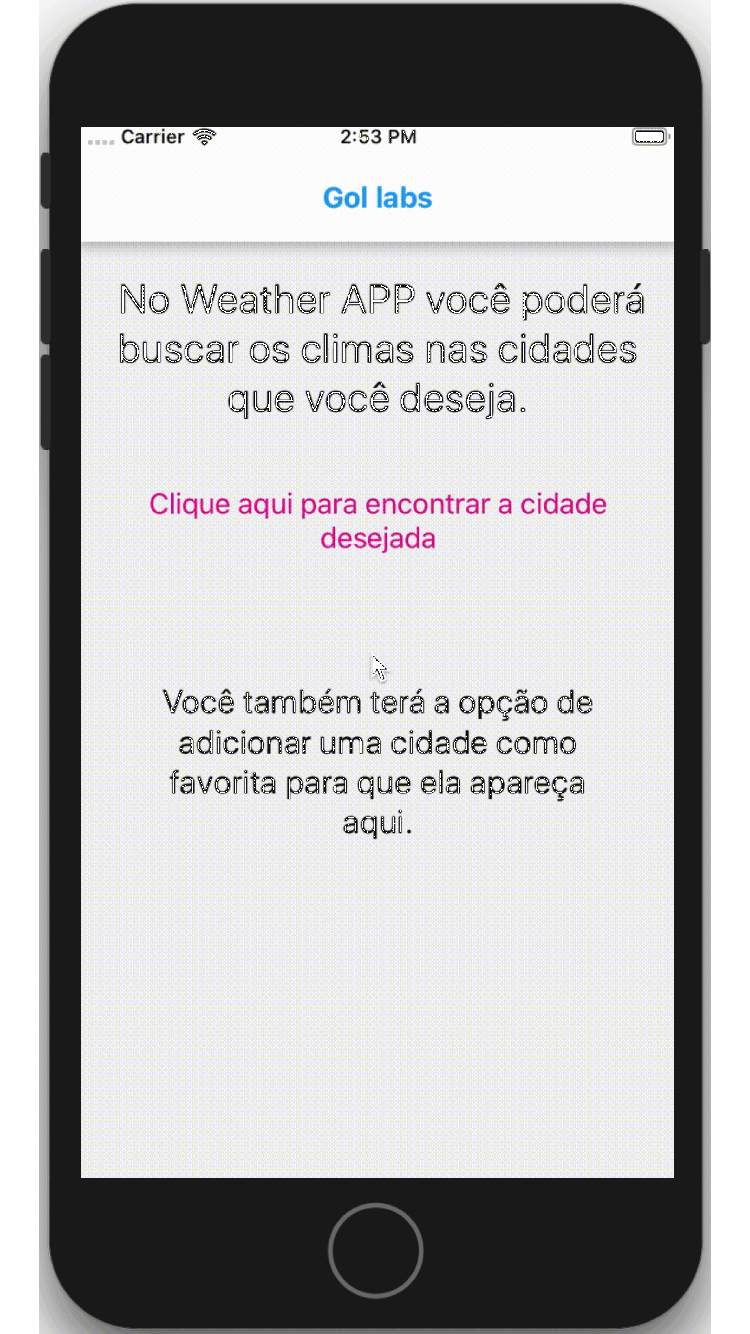 Carrier 2:53 PM
Gol labs
No Weather APP você poderá
buscar os climas nas cidades
que você deseja.
Clique aqui para encontrar a cidade
desejada
Você também terá a opção de
adicionar uma cidade como
favorita para que ela apareça
aqui.